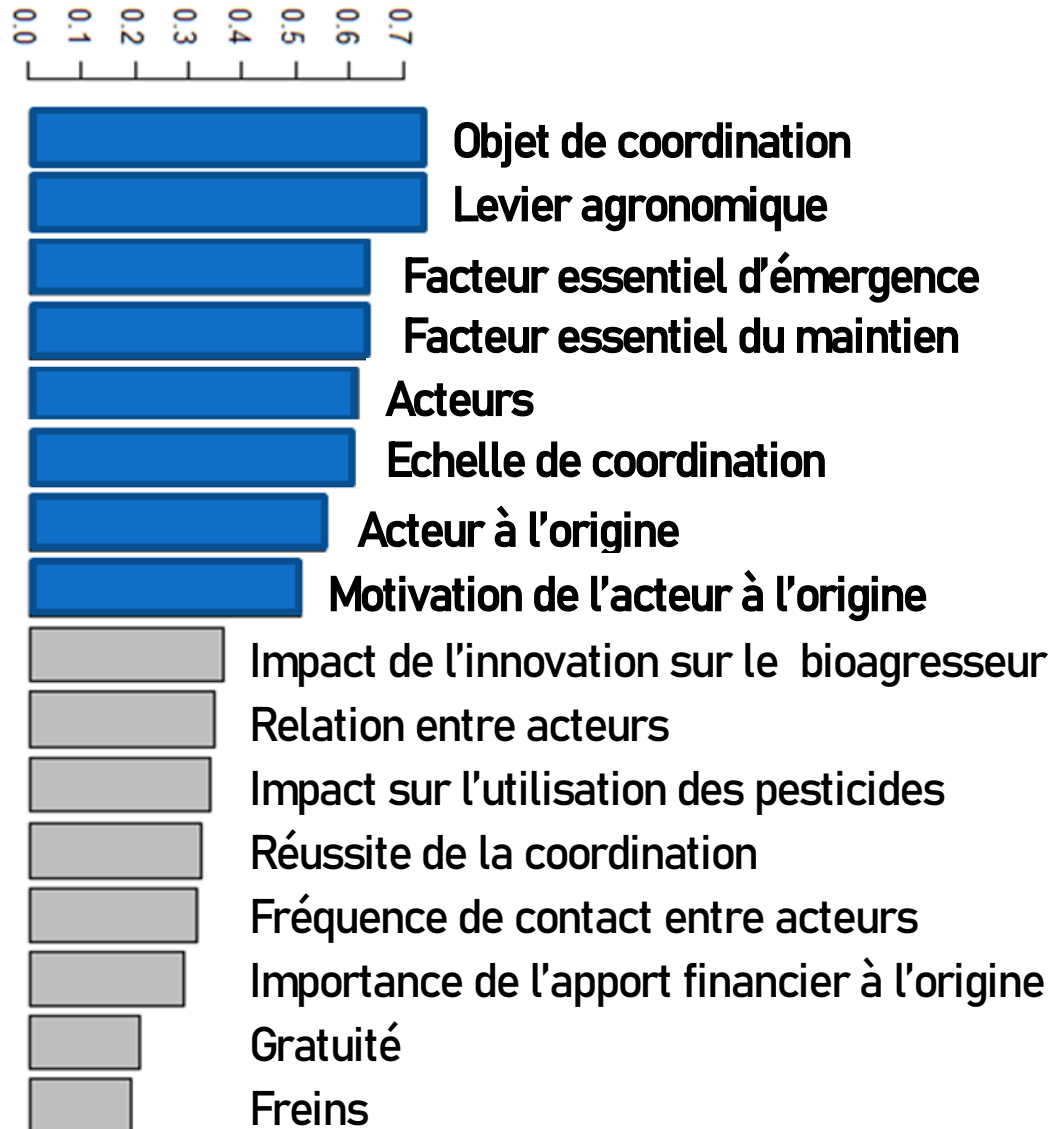 0.0 0.1 0.2 0.3 0.4 0.5 0.6 0.7
Objet de coordination
Levier agronomique
Facteur essentiel d’émergence
Facteur essentiel du maintien
Acteurs
Echelle de coordination
Acteur à l’origine
Motivation de l’acteur à l’origine
Impact de l’innovation sur le bioagresseur
Relation entre acteurs
Impact sur l’utilisation des pesticides
Réussite de la coordination
Fréquence de contact entre acteurs
Importance de l’apport financier à l’origine
Gratuité
Freins